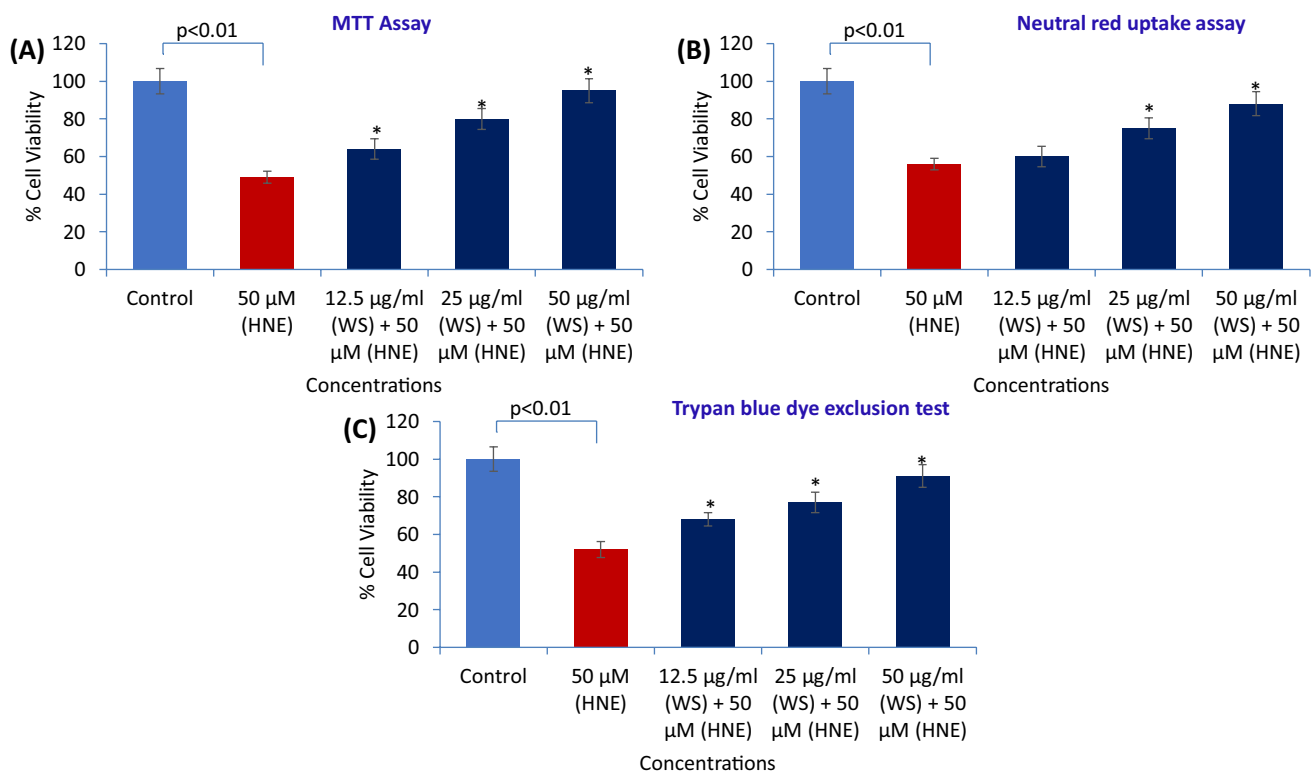 (A)
MTT Assay
p<0.01
% Cell Viability
120
100
80
60
40
20
0
*
*
*
Control
50 µM
(HNE)
12.5 µg/ml
(WS) + 50
µM (HNE)
25 µg/ml
(WS) + 50
µM (HNE)
50 µg/ml
(WS) + 50
µM (HNE)
Concentrations
(B)
Neutral red uptake assay
p<0.01
% Cell Viability
120
100
80
60
40
20
0
*
*
Control
50 µM
(HNE)
12.5 µg/ml
(WS) + 50
µM (HNE)
25 µg/ml
(WS) + 50
µM (HNE)
50 µg/ml
(WS) + 50
µM (HNE)
Concentrations
(C)
Trypan blue dye exclusion test
p<0.01
% Cell Viability
120
100
80
60
40
20
0
*
*
*
Control
50 µM
(HNE)
12.5 µg/ml
(WS) + 50
µM (HNE)
25 µg/ml
(WS) + 50
µM (HNE)
50 µg/ml
(WS) + 50
µM (HNE)
Concentrations